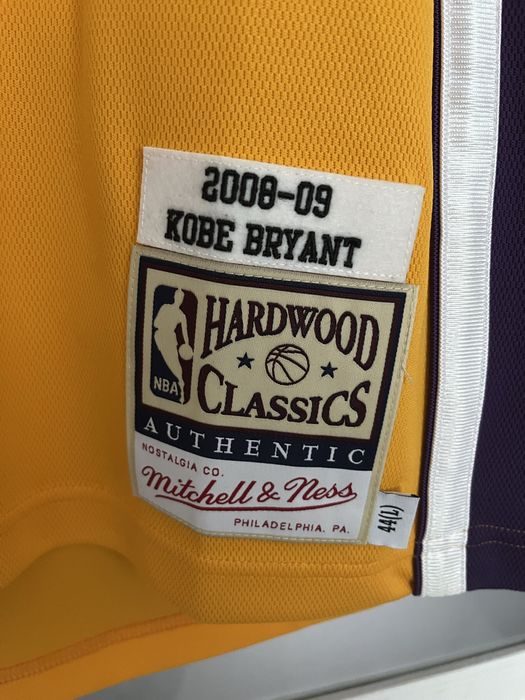 2008-09
KOBE BRYANT
HARDWOOD
CLASSICS
NBA
AUTHENTIC
NOSTALGIA CO.
Mitchell & Ness
PHILADELPHIA, PA.
44(L)